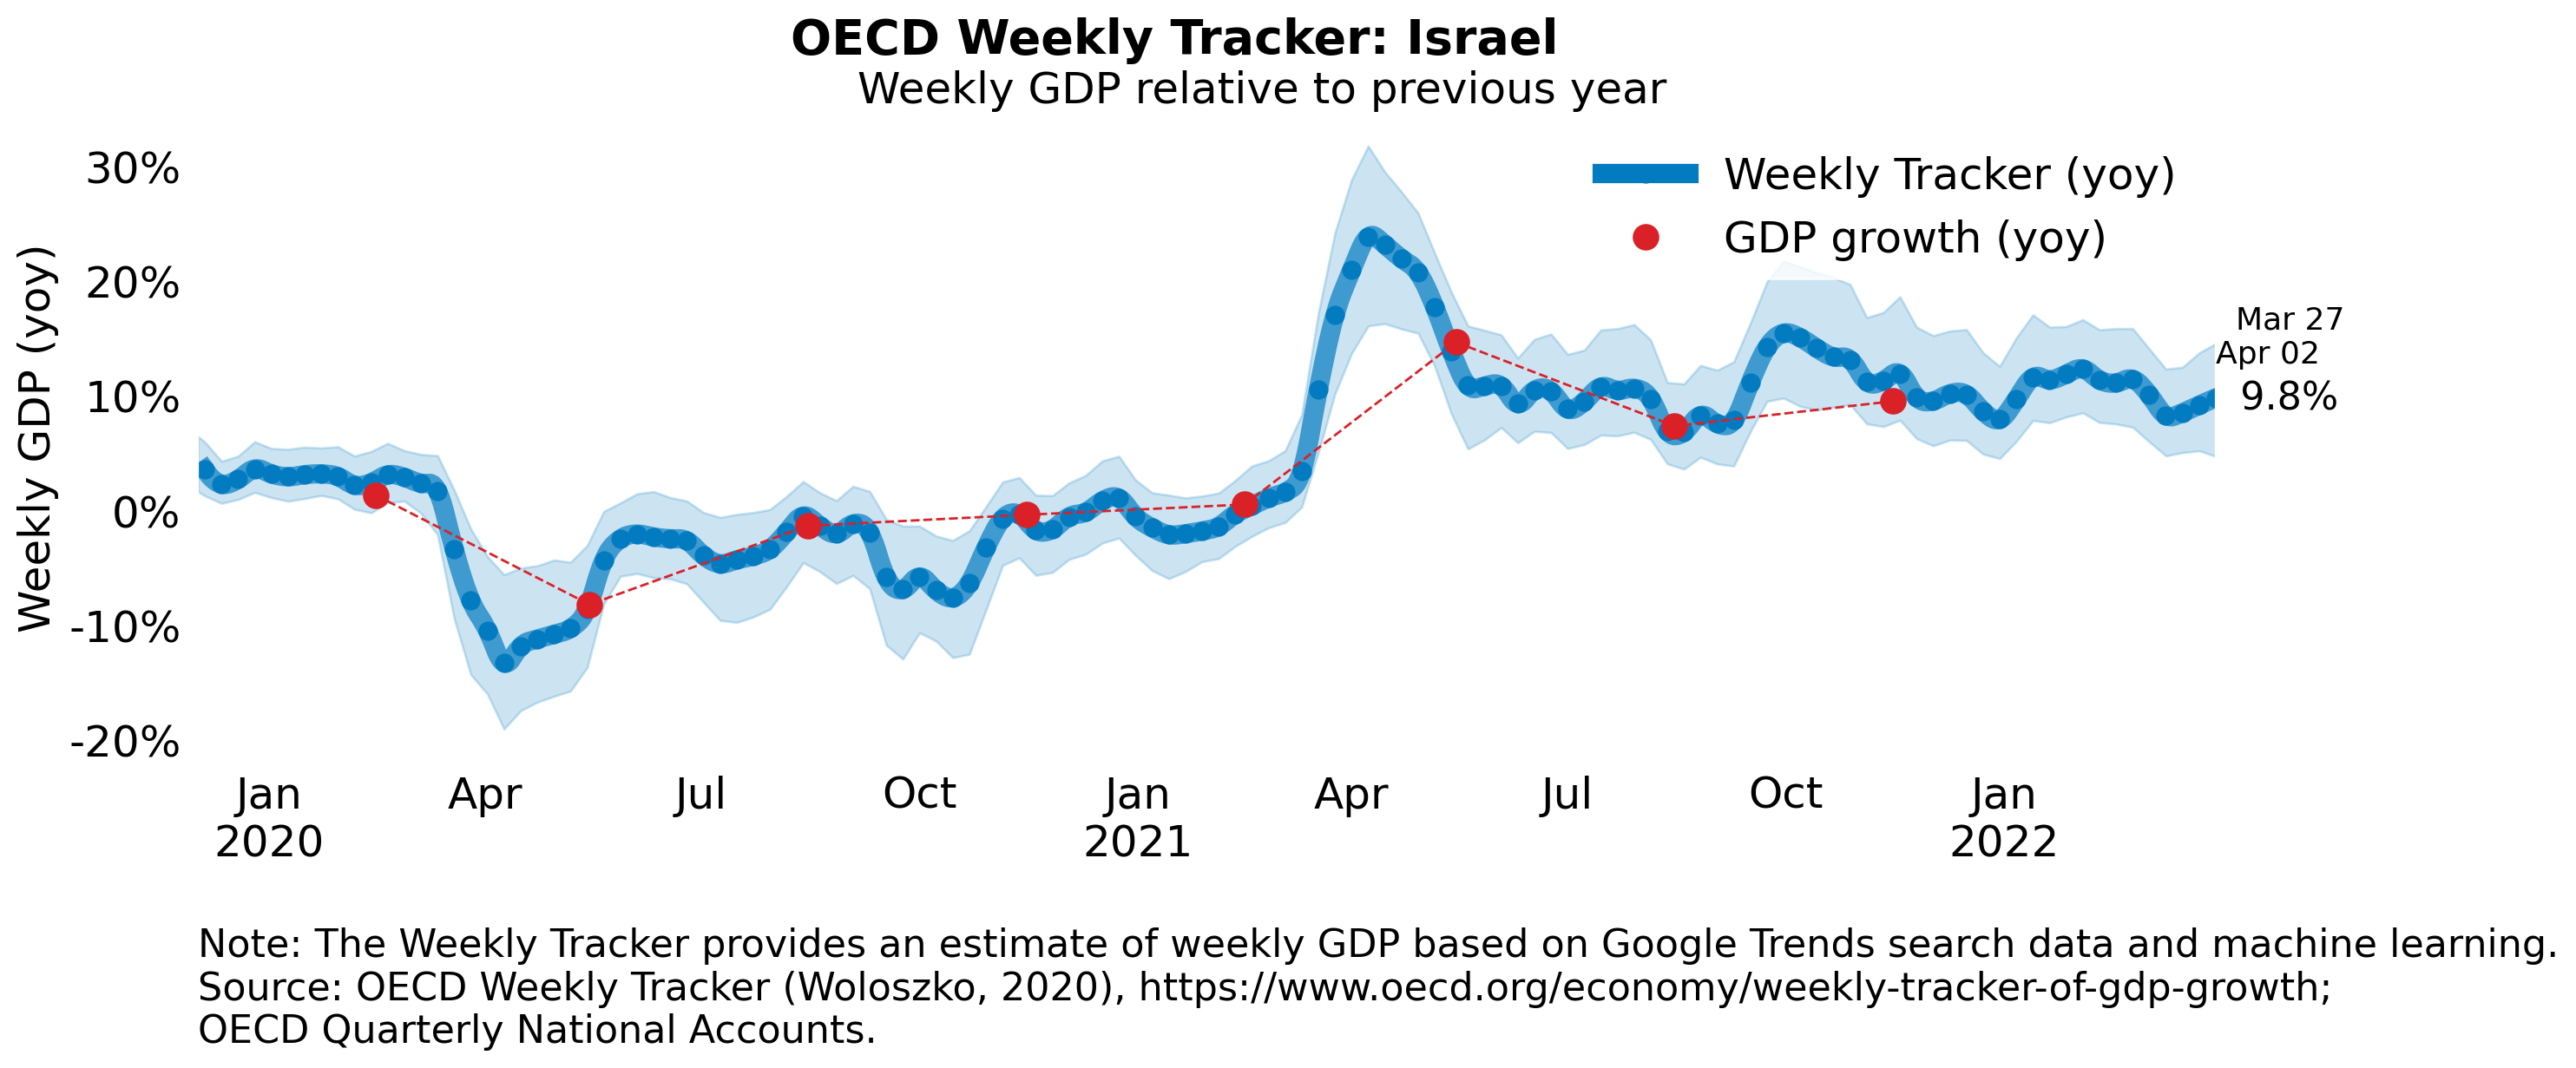 OECD Weekly Tracker: Israel
Weekly GDP relative to previous year
Weekly GDP (yoy)
30%
20%
10%
0%
-10%
-20%
Weekly Tracker (yoy)
GDP growth (yoy)
Mar 27
Apr 02
9.8%
Jan Apr Jul Oct Jan Apr Jul Oct Jan
2020 2021 2022
Note: The Weekly Tracker provides an estimate of weekly GDP based on Google Trends search data and machine learning.
Source: OECD Weekly Tracker (Woloszko, 2020), https://www.oecd.org/economy/weekly-tracker-of-gdp-growth;
OECD Quarterly National Accounts.